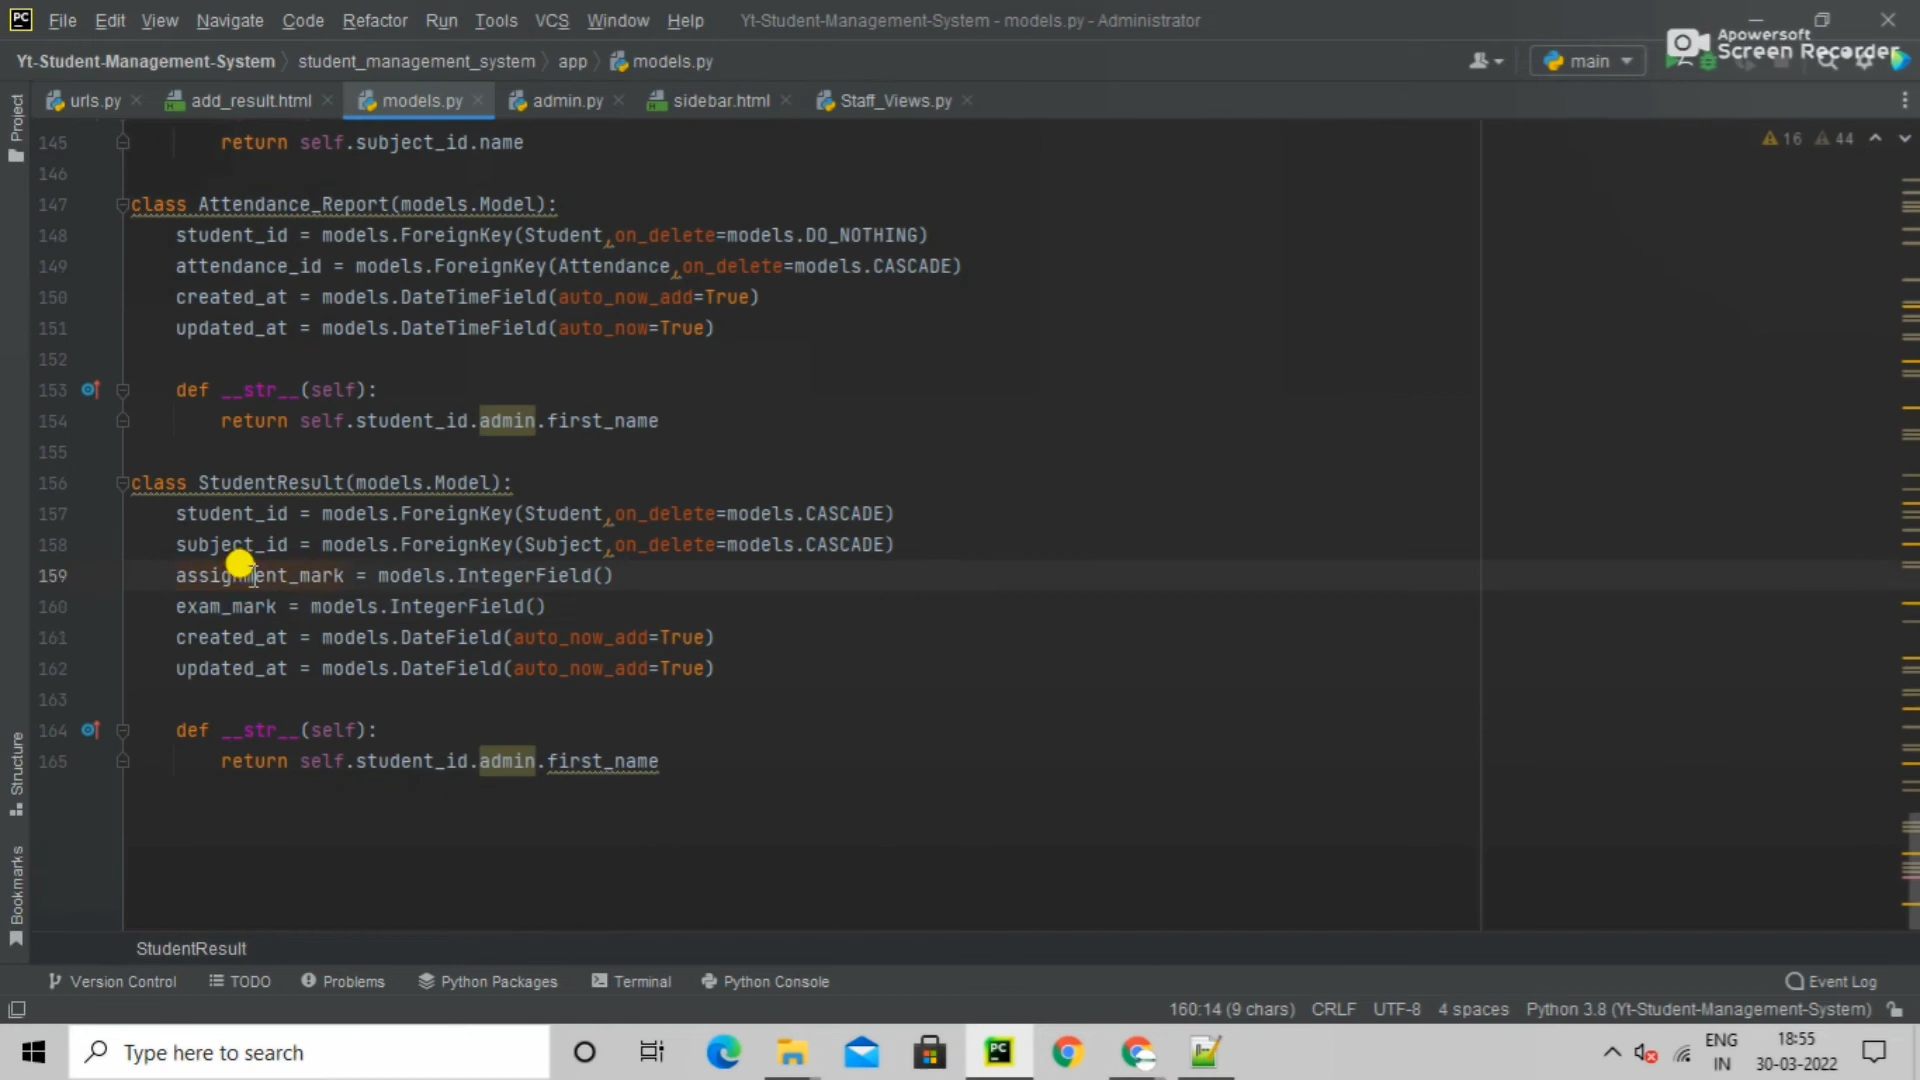 PC File Edit View Navigate Code Refactor Run Tools VCS Window Help Yt-Student-Management-System - models.py - Administrator
Apowersoft
Screen Recorder
Yt-Student-Management-System student_management_system app models.py main
urls.py add_result.html models.py admin.py sidebar.html Staff_Views.py
Project
16 44
145 return self.subject_id.name
146
147 class Attendance_Report(models.Model):
148 student_id = models.ForeignKey(Student,on_delete=models.DO_NOTHING)
149 attendance_id = models.ForeignKey(Attendance,on_delete=models.CASCADE)
150 created_at = models.DateTimeField(auto_now_add=True)
151 updated_at = models.DateTimeField(auto_now=True)
152
153 def __str__(self):
154 return self.student_id.admin.first_name
155
156 class StudentResult(models.Model):
157 student_id = models.ForeignKey(Student,on_delete=models.CASCADE)
158 subject_id = models.ForeignKey(Subject,on_delete=models.CASCADE)
159 assignment_mark = models.IntegerField()
160 exam_mark = models.IntegerField()
161 created_at = models.DateField(auto_now_add=True)
162 updated_at = models.DateField(auto_now_add=True)
163
164 def __str__(self):
165 return self.student_id.admin.first_name
Structure
Bookmarks
StudentResult
Version Control TODO Problems Python Packages Terminal Python Console Event Log
160:14 (9 chars) CRLF UTF-8 4 spaces Python 3.8 (Yt-Student-Management-System)
Type here to search PC ENG 18:55
IN 30-03-2022